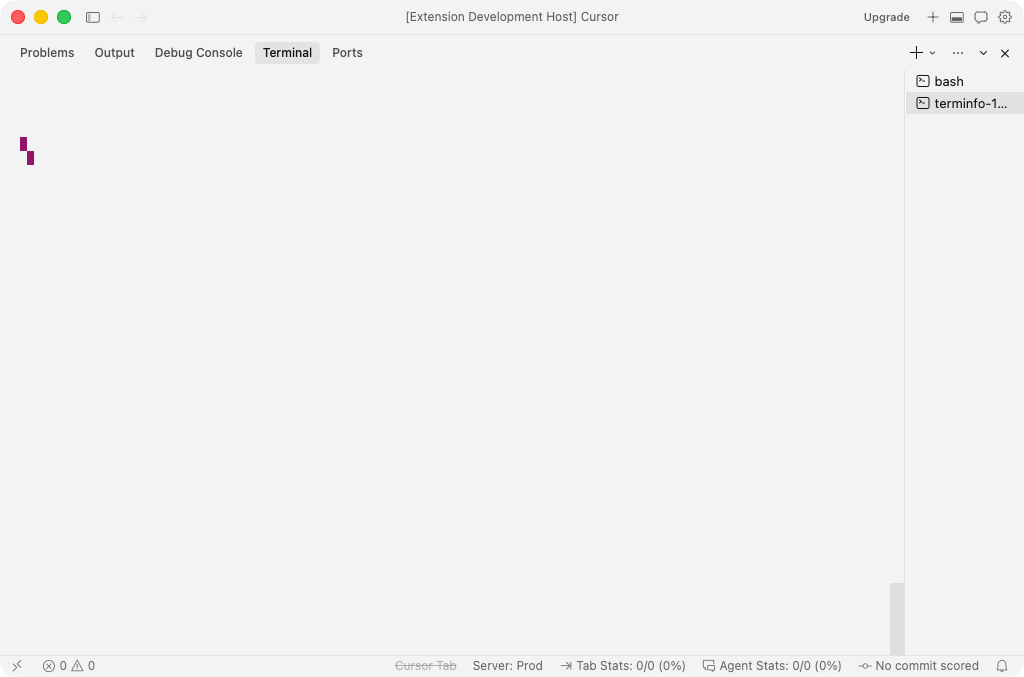 [Extension Development Host] Cursor
Upgrade
Problems Output Debug Console Terminal Ports
bash
terminfo-1...
0 0 Cursor Tab Server: Prod Tab Stats: 0/0 (0%) Agent Stats: 0/0 (0%) No commit scored